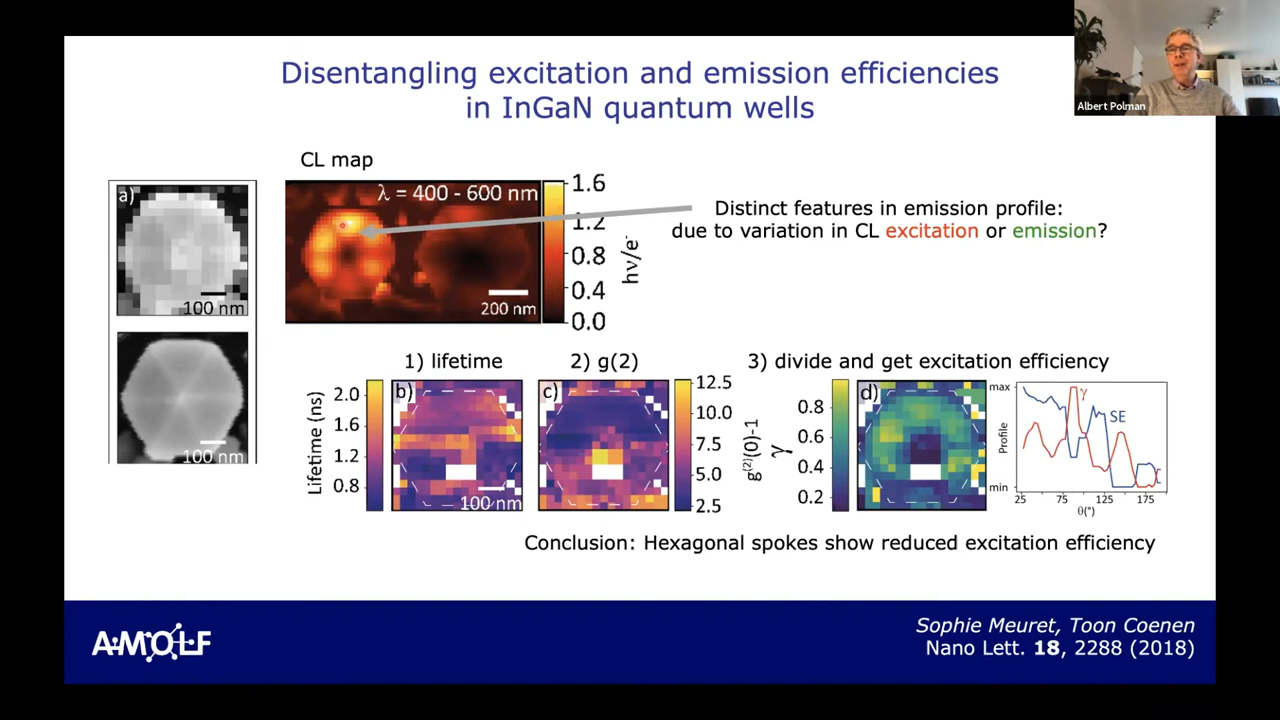 Disentangling excitation and emission efficiencies
in InGaN quantum wells
Albert Polman
CL map
a)
100 nm
100 nm
λ = 400 - 600 nm
200 nm
1.6
1.2
0.8
0.4
0.0
hν/e⁻
Distinct features in emission profile:
due to variation in CL excitation or emission?
1) lifetime
2) g(2)
3) divide and get excitation efficiency
Lifetime (ns)
2.0
1.6
1.2
0.8
b)
100 nm
c)
12.5
10.0
7.5
5.0
2.5
g⁽²⁾(0)-1
γ
0.8
0.6
0.4
0.2
d)
max
min
Profile
γ
SE
25
75
125
175
θ(°)
Conclusion: Hexagonal spokes show reduced excitation efficiency
AMOLF
Sophie Meuret, Toon Coenen
Nano Lett. 18, 2288 (2018)